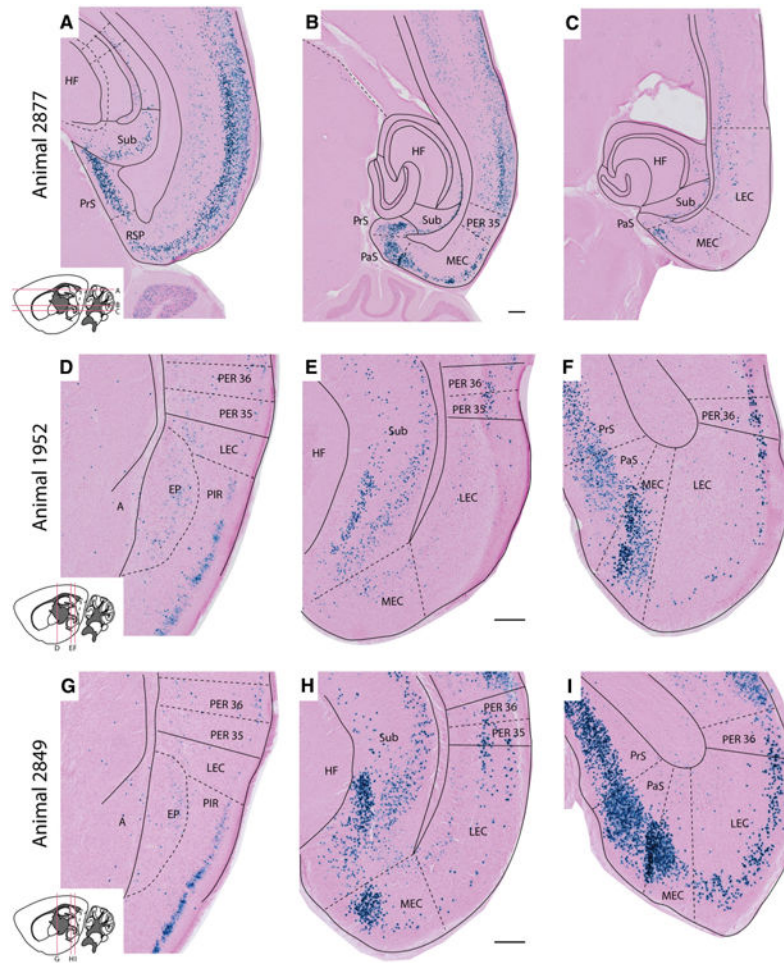 Animal 2877
A
HF
Sub
PrS
RSP
A
B
C
B
HF
PrS
Sub
PER 35
PaS
MEC
C
HF
Sub
LEC
PaS
MEC
Animal 1952
D
PER 36
PER 35
LEC
EP
PIR
A
D
EF
E
PER 36
PER 35
Sub
HF
LEC
MEC
F
PrS
PER 36
PaS
MEC
LEC
Animal 2849
G
PER 36
PER 35
LEC
PIR
EP
A
G
HI
H
PER 36
Sub
PER 35
HF
LEC
MEC
I
PrS
PER 36
PaS
LEC
MEC